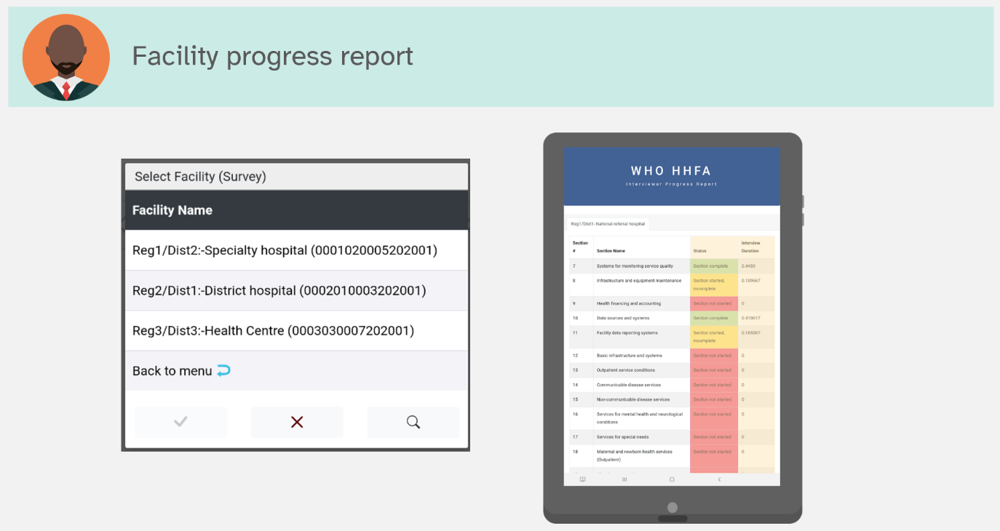 Facility progress report
Select Facility (Survey)
Facility Name
Reg1/Dist2:-Specialty hospital (0001020005202001)
Reg2/Dist1:-District hospital (0002010003202001)
Reg3/Dist3:-Health Centre (0003030007202001)
Back to menu
WHO HHFA
Interviewer Progress Report
Reg1/Dist1:-National referral hospital
Section # Section Name Status Interview Duration
7 Systems for monitoring service quality Section complete 0.4459
8 Infrastructure and equipment maintenance Section started, incomplete 0.109667
9 Health financing and accounting Section not started 0
10 Data sources and systems Section complete 0.410617
11 Facility data reporting systems Section started, incomplete 0.165567
12 Basic infrastructure and systems Section not started 0
13 Outpatient service conditions Section not started 0
14 Communicable disease services Section not started 0
15 Non-communicable disease services Section not started 0
16 Services for mental health and neurological conditions Section not started 0
17 Services for special needs Section not started 0
18 Maternal and newborn health services (Outpatient) Section not started 0